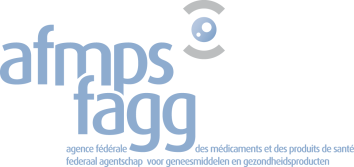 afmps
fagg
agence fédérale des médicaments et des produits de santé
federaal agentschap voor geneesmiddelen en gezondheidsproducten